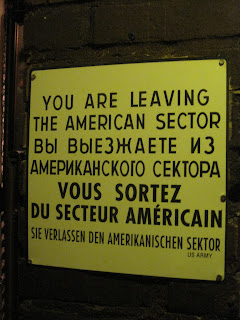 YOU ARE LEAVING
THE AMERICAN SECTOR
ВЫ ВЫЕЗЖАЕТЕ ИЗ
АМЕРИКАНСКОГО СЕКТОРА
VOUS SORTEZ
DU SECTEUR AMÉRICAIN
SIE VERLASSEN DEN AMERIKANISCHEN SEKTOR
US ARMY